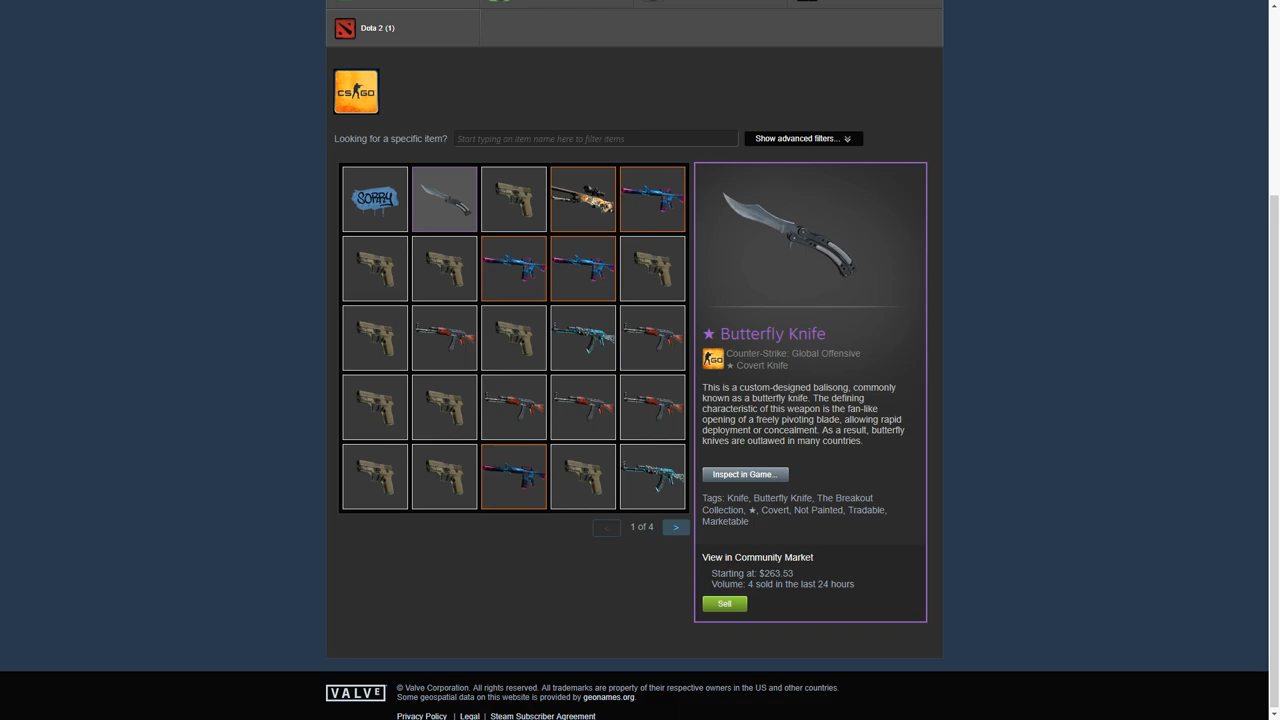 Dota 2 (1)
CS GO
Looking for a specific item?
Start typing an item name here to filter items
Show advanced filters...
SORRY
1 of 4
>
★ Butterfly Knife
GO
Counter-Strike: Global Offensive
★ Covert Knife
This is a custom-designed balisong, commonly
known as a butterfly knife. The defining
characteristic of this weapon is the fan-like
opening of a freely pivoting blade, allowing rapid
deployment or concealment. As a result, butterfly
knives are outlawed in many countries.
Inspect in Game...
Tags: Knife, Butterfly Knife, The Breakout
Collection, ★, Covert, Not Painted, Tradable,
Marketable
View in Community Market
Starting at: $263.53
Volume: 4 sold in the last 24 hours
Sell
VALVE
© Valve Corporation. All rights reserved. All trademarks are property of their respective owners in the US and other countries.
Some geospatial data on this website is provided by geonames.org.
Privacy Policy | Legal | Steam Subscriber Agreement